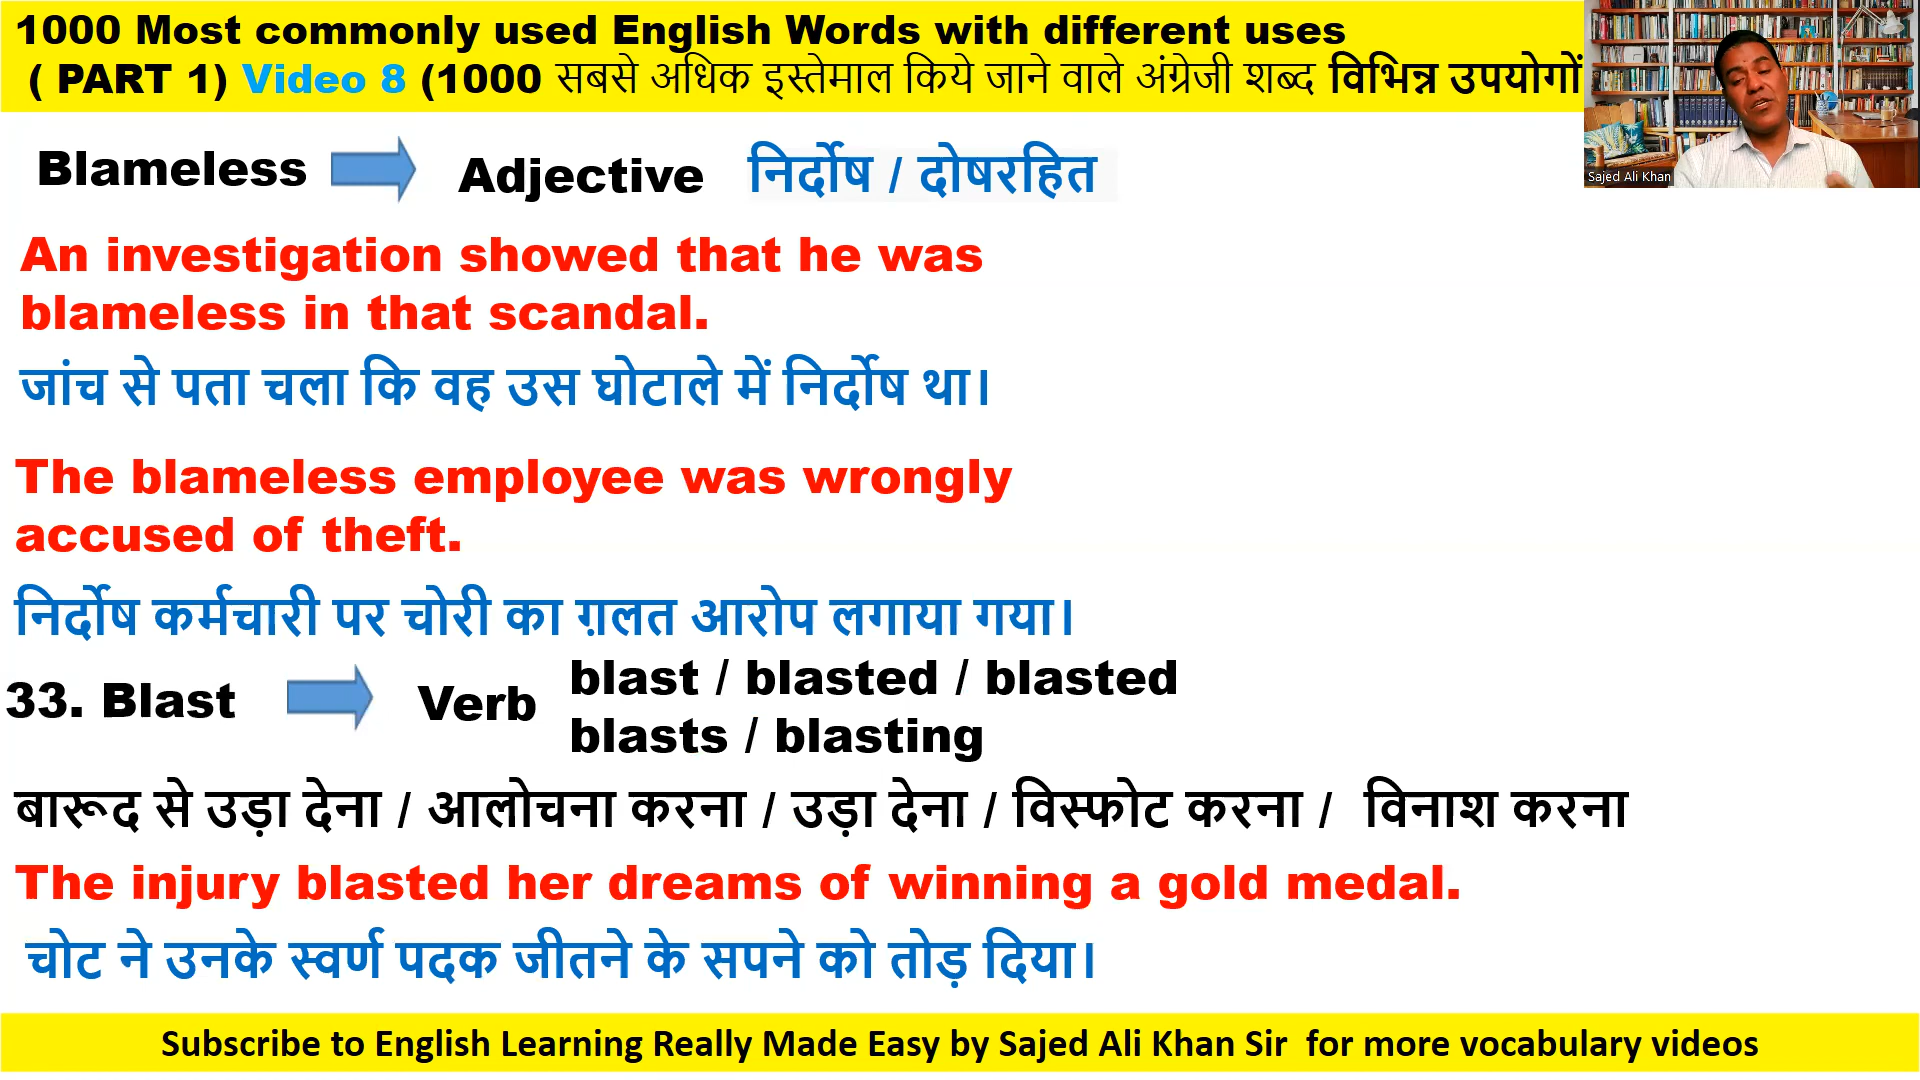 1000 Most commonly used English Words with different uses
( PART 1) Video 8 (1000 सबसे अधिक इस्तेमाल किये जाने वाले अंग्रेजी शब्द विभिन्न उपयोगों
Sajed Ali Khan
Blameless Adjective निर्दोष / दोषरहित
An investigation showed that he was
blameless in that scandal.
जांच से पता चला कि वह उस घोटाले में निर्दोष था।
The blameless employee was wrongly
accused of theft.
निर्दोष कर्मचारी पर चोरी का ग़लत आरोप लगाया गया।
33. Blast Verb blast / blasted / blasted
blasts / blasting
बारूद से उड़ा देना / आलोचना करना / उड़ा देना / विस्फोट करना / विनाश करना
The injury blasted her dreams of winning a gold medal.
चोट ने उनके स्वर्ण पदक जीतने के सपने को तोड़ दिया।
Subscribe to English Learning Really Made Easy by Sajed Ali Khan Sir for more vocabulary videos